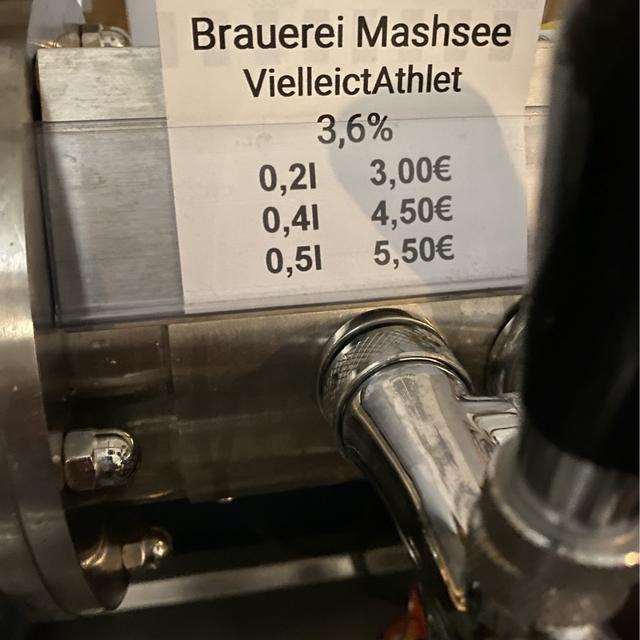 Brauerei Mashsee
VielleictAthlet
3,6%
0,2l 3,00€
0,4l 4,50€
0,5l 5,50€